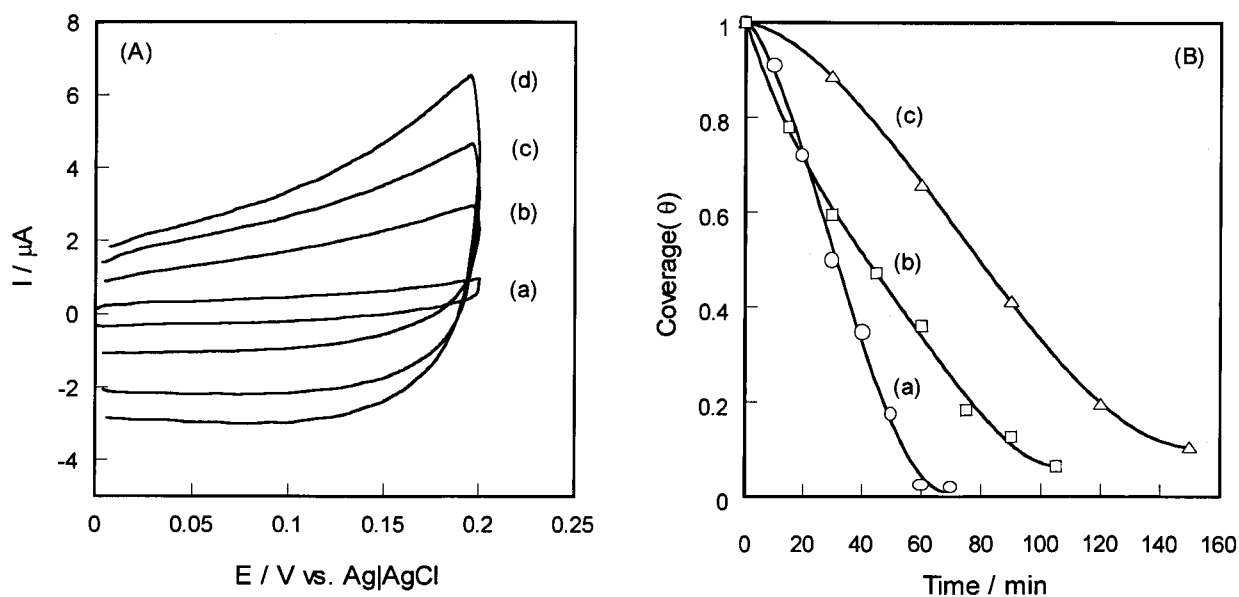 (A)
(d)
(c)
(b)
(a)
8
6
4
2
0
-2
-4
I / μA
0
0.05
0.1
0.15
0.2
0.25
E / V vs. Ag|AgCl
(B)
(c)
(b)
(a)
1
0.8
0.6
0.4
0.2
0
Coverage( θ)
0
20
40
60
80
100
120
140
160
Time / min